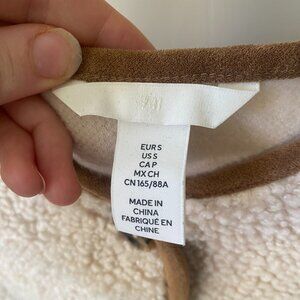 EUR S
US S
CA P
MX CH
CN 165/88A
MADE IN
CHINA
FABRIQUÉ EN
CHINE